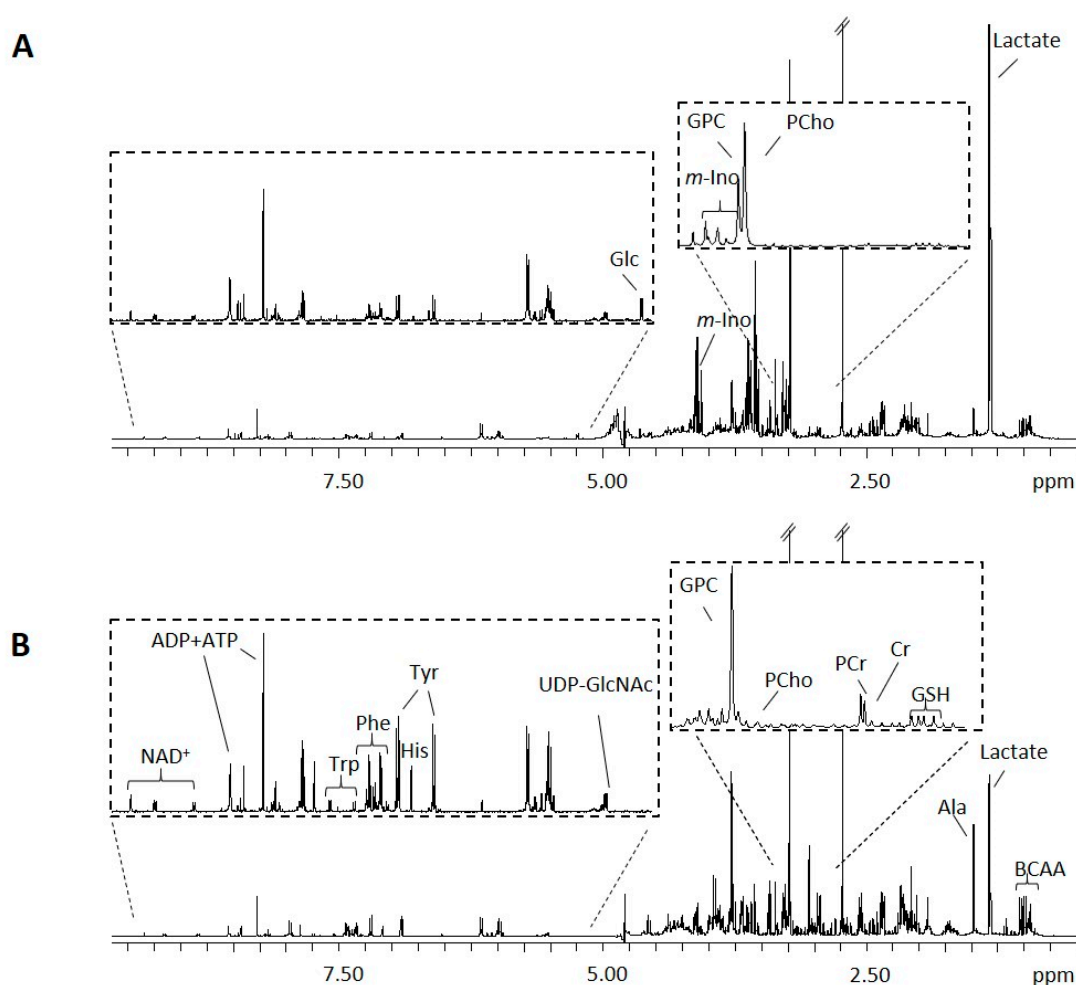 A
Lactate
GPC
PCho
m-Ino
Glc
m-Ino
7.50
5.00
2.50
ppm
B
GPC
ADP+ATP
PCho
PCr
Cr
Tyr
UDP-GlcNAc
GSH
Phe
NAD+
Trp
His
Lactate
Ala
BCAA
7.50
5.00
2.50
ppm